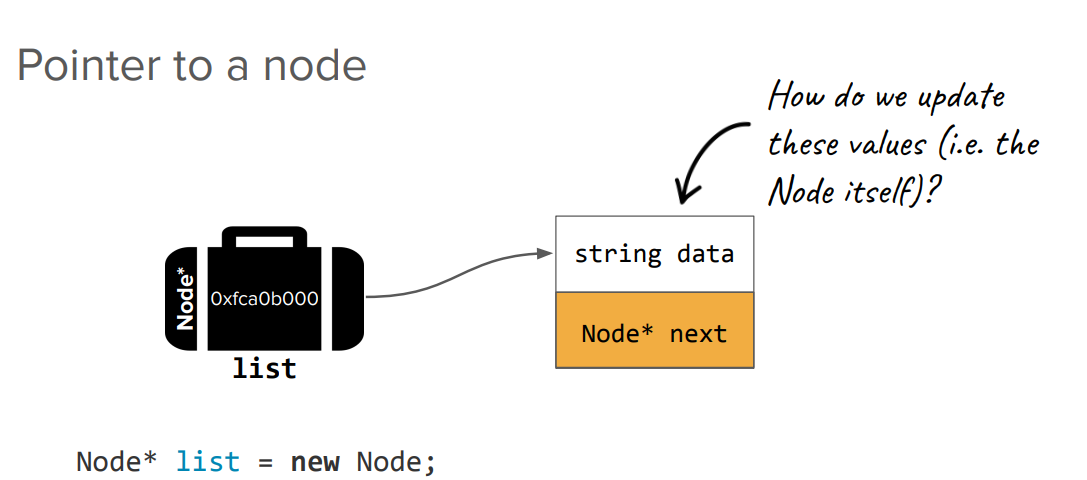 Pointer to a node
How do we update
these values (i.e. the
Node itself)?
string data
Node*
0xfca0b000
Node* next
list
Node* list = new Node;